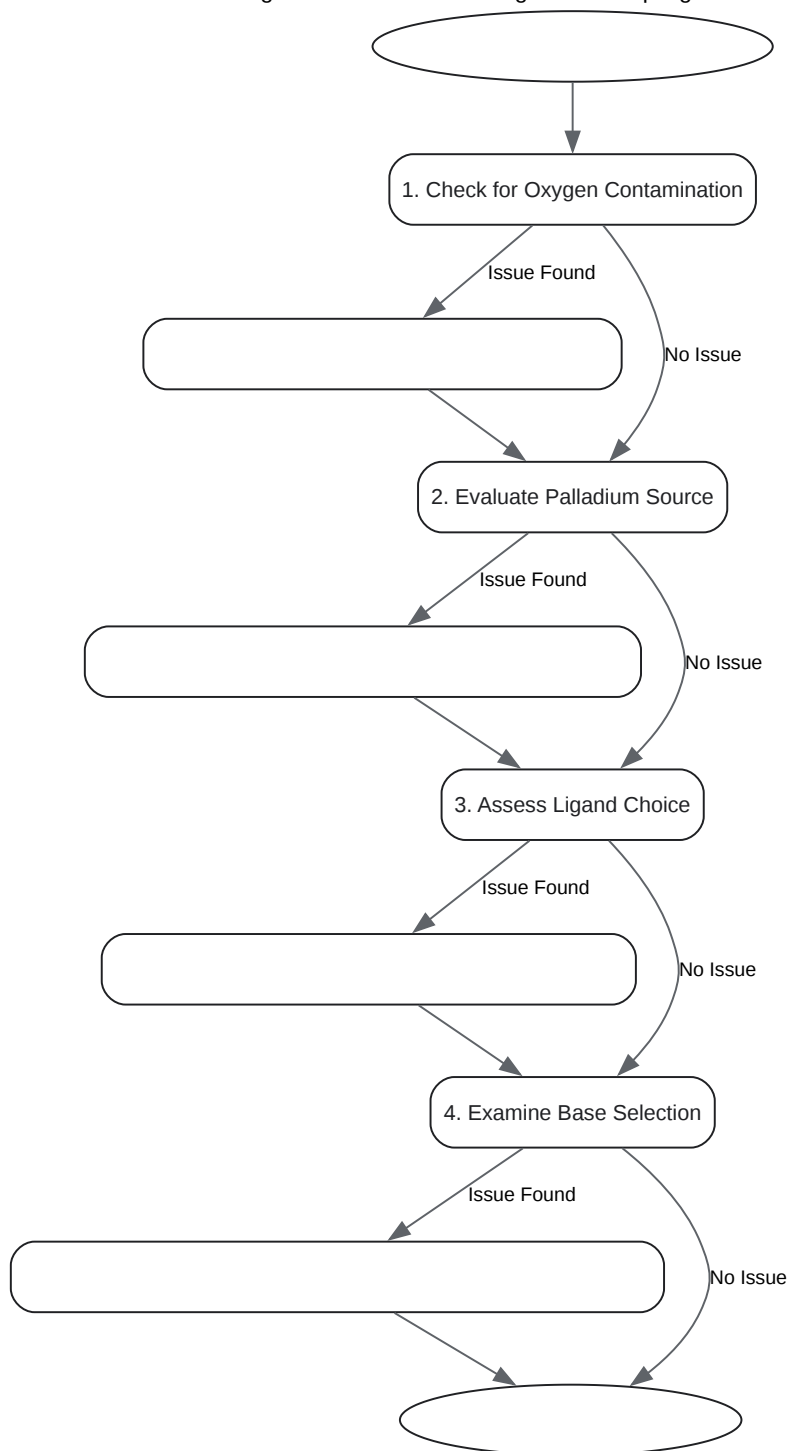 1. Check for Oxygen Contamination
Issue Found
No Issue
2. Evaluate Palladium Source
Issue Found
No Issue
3. Assess Ligand Choice
Issue Found
No Issue
4. Examine Base Selection
Issue Found
No Issue